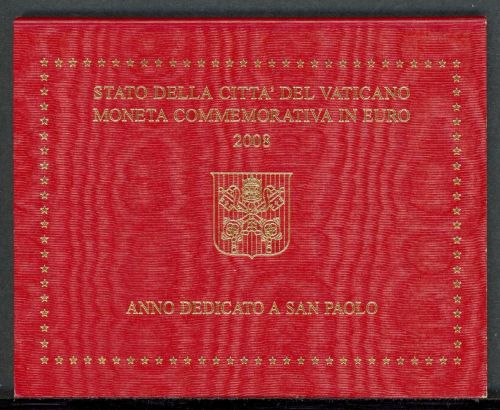 STATO DELLA CITTA' DEL VATICANO
MONETA COMMEMORATIVA IN EURO
2008
ANNO DEDICATO A SAN PAOLO